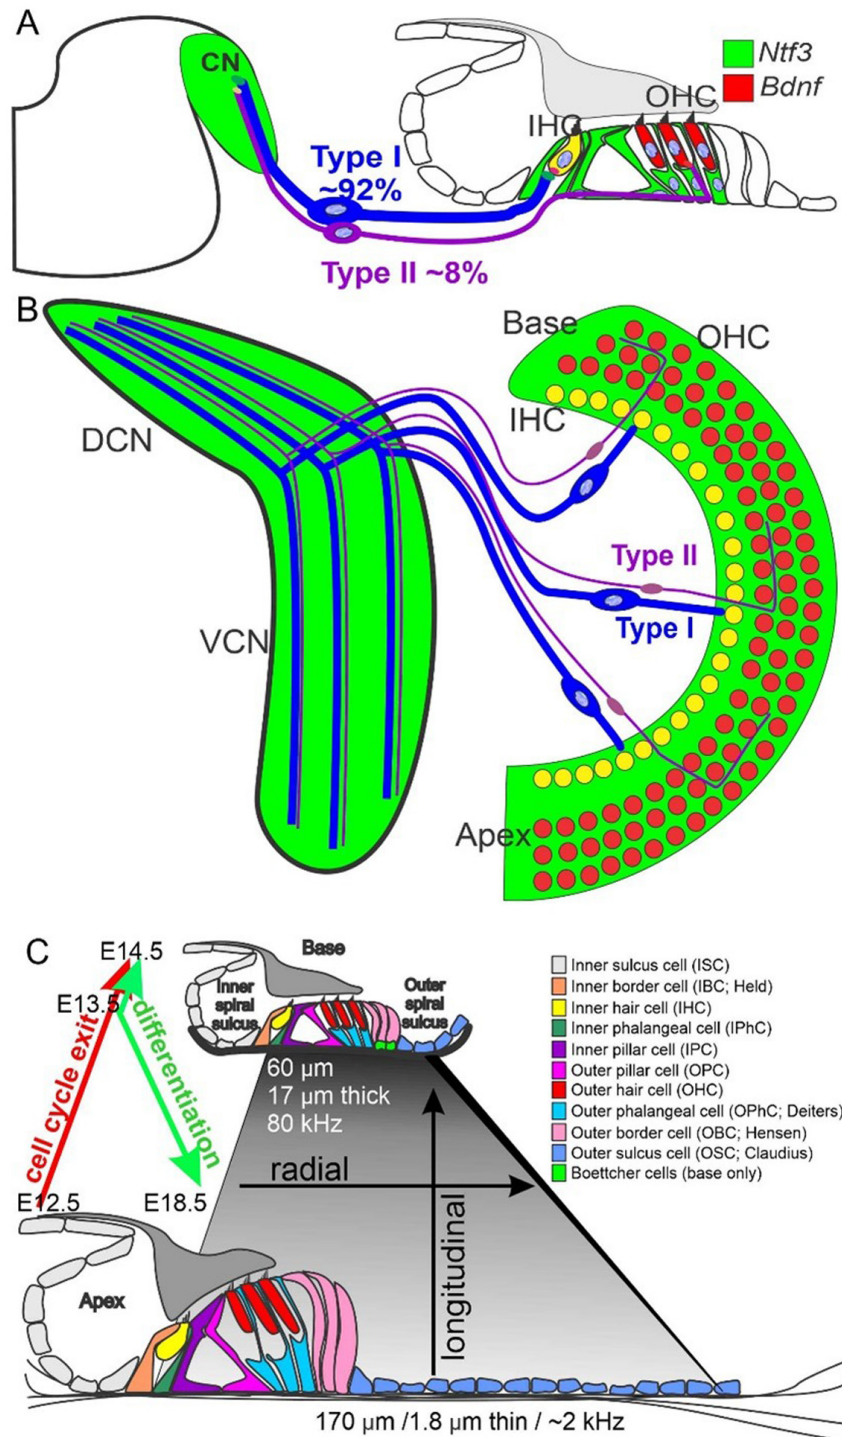 A
CN
Ntf3
Bdnf
OHC
IHC
Type I
~92%
Type II ~8%
B
Base
OHC
IHC
DCN
Type II
Type I
VCN
Apex
C
E14.5
Base
Inner
spiral
sulcus
Outer
spiral
sulcus
E13.5
cell cycle exit
differentiation
60 µm
17 µm thick
80 kHz
radial
longitudinal
E12.5
E18.5
Apex
Inner sulcus cell (ISC)
Inner border cell (IBC; Held)
Inner hair cell (IHC)
Inner phalangeal cell (IPhC)
Inner pillar cell (IPC)
Outer pillar cell (OPC)
Outer hair cell (OHC)
Outer phalangeal cell (OPhC; Deiters)
Outer border cell (OBC; Hensen)
Outer sulcus cell (OSC; Claudius)
Boettcher cells (base only)
170 µm /1.8 µm thin / ~2 kHz